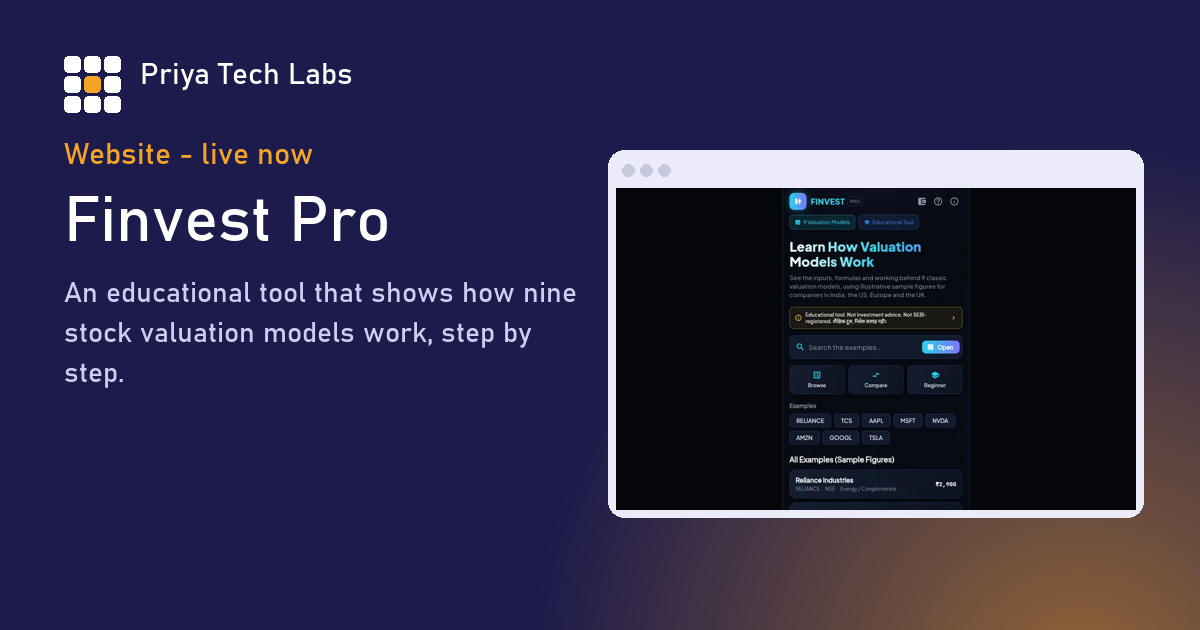 Priya Tech Labs
Website - live now
Finvest Pro
An educational tool that shows how nine
stock valuation models work, step by
step.
FINVEST PRO
9 Valuation Models
Educational Tool
Learn How Valuation
Models Work
See the inputs, formulas and working behind 9 classic
valuation models, using illustrative sample figures for
companies in India, the US, Europe and the UK.
Educational tool. Not investment advice. Not SEBI-
registered. शैक्षिक टूल, निवेश सलाह नहीं।
Search the examples...
Open
Browse
Compare
Beginner
Examples
RELIANCE
TCS
AAPL
MSFT
NVDA
AMZN
GOOGL
TSLA
All Examples (Sample Figures)
Reliance Industries
RELIANCE · NSE · Energy / Conglomerate
₹2,900